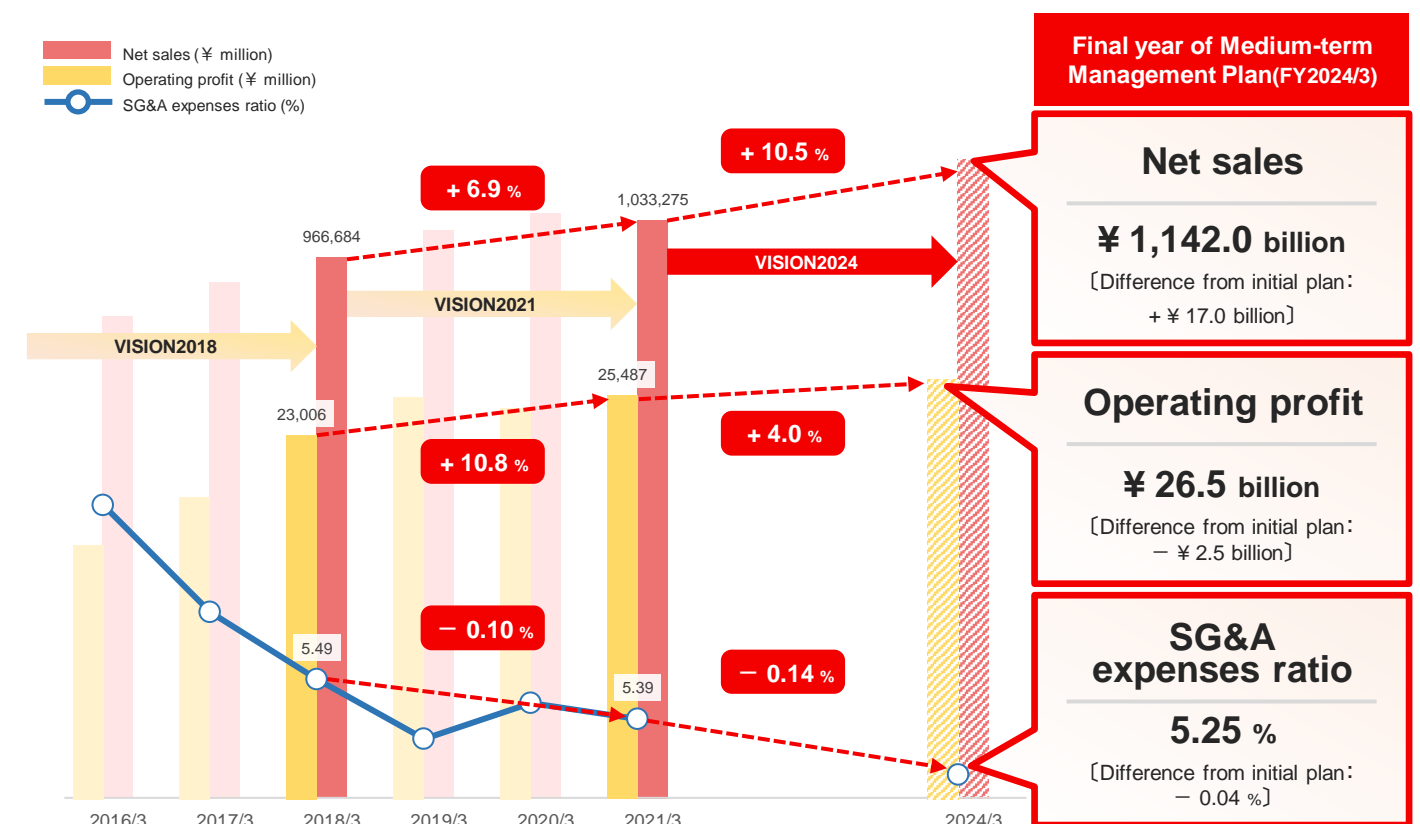 Net sales (¥ million)
Operating profit (¥ million)
SG&A expenses ratio (%)
Final year of Medium-term
Management Plan(FY2024/3)
+ 10.5 %
+ 6.9 %
1,033,275
966,684
VISION2024
VISION2021
VISION2018
25,487
23,006
+ 4.0 %
+ 10.8 %
− 0.10 %
5.49
− 0.14 %
5.39
Net sales
¥ 1,142.0 billion
〔Difference from initial plan:
+ ¥ 17.0 billion〕
Operating profit
¥ 26.5 billion
〔Difference from initial plan:
− ¥ 2.5 billion〕
SG&A
expenses ratio
5.25 %
〔Difference from initial plan:
− 0.04 %〕
2016/3 2017/3 2018/3 2019/3 2020/3 2021/3 2024/3